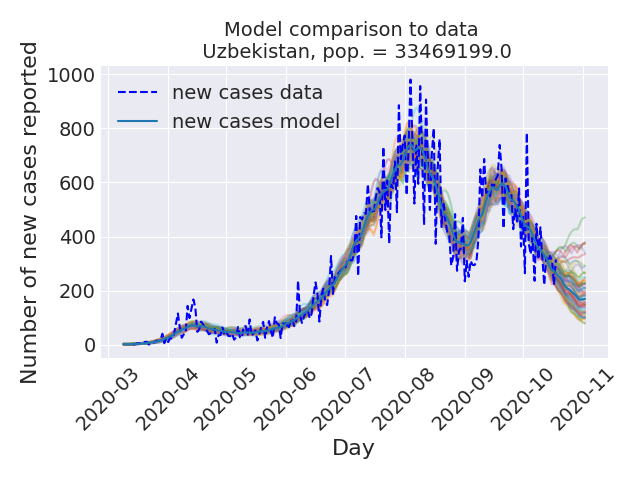 Model comparison to data
Uzbekistan, pop. = 33469199.0
Number of new cases reported
1000
800
600
400
200
0
new cases data
new cases model
2020-03
2020-04
2020-05
2020-06
2020-07
2020-08
2020-09
2020-10
2020-11
Day